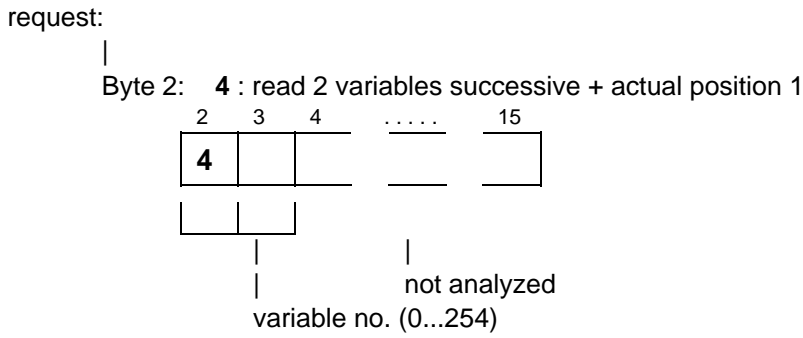 request:
Byte 2: 4 : read 2 variables successive + actual position 1
2 3 4 ..... 15
4
not analyzed
variable no. (0...254)